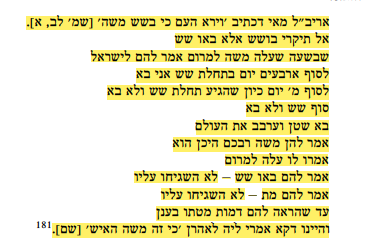 אריב״ל מאי דכתיב ׳וירא העם כי בשש משה׳ [שמ׳ לב, א].
אל תיקרי בושש אלא באו שש
שבשעה שעלה משה למרום אמר להם לישראל
לסוף ארבעים יום בתחלת שש אני בא
לסוף מ׳ יום כיון שהגיע תחלת שש ולא בא
סוף שש ולא בא
בא שטן וערבב את העולם
אמר להן משה רבכם היכן הוא
אמרו לו עלה למרום
אמר להם באו שש – לא השגיחו עליו
אמר להם מת – לא השגיחו עליו
עד שהראה להם דמות מטתו בענן
והיינו דקא אמרי ליה לאהרן ׳כי זה משה האיש׳ [שם].181